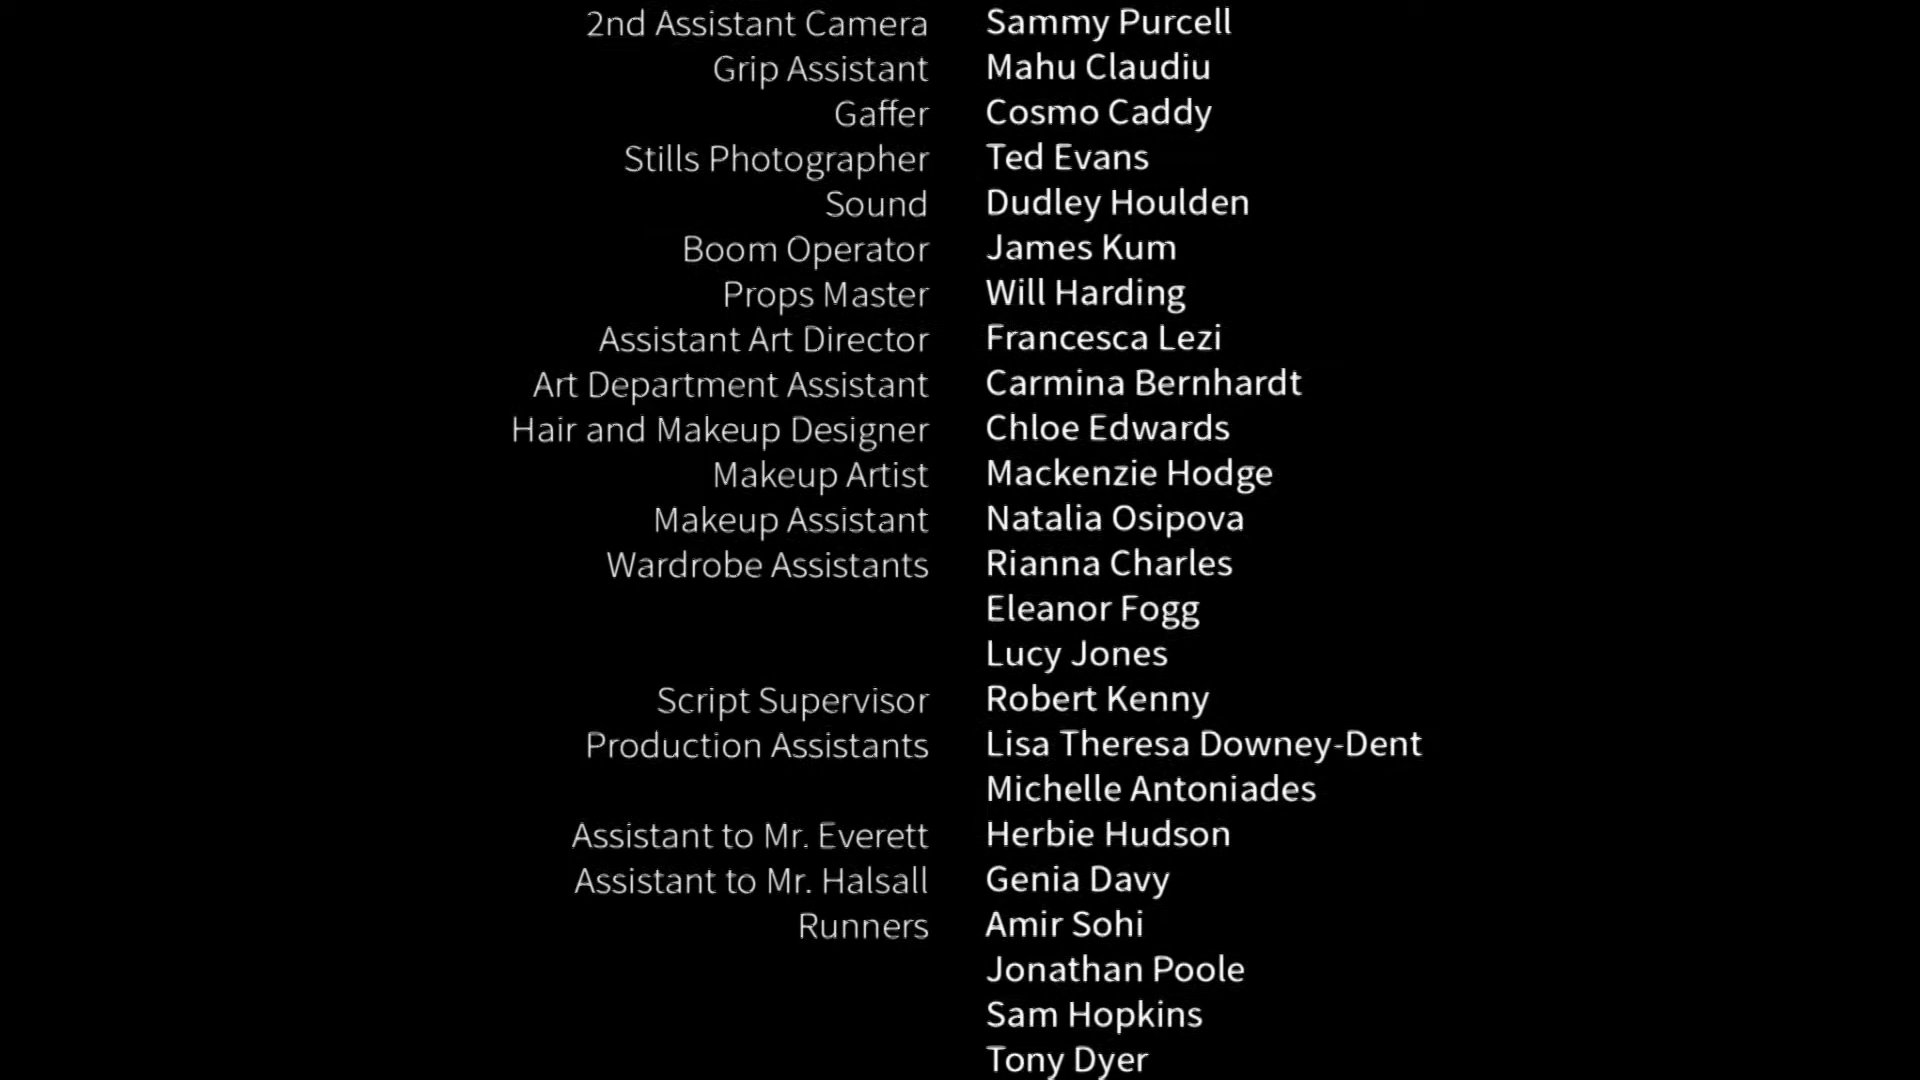 2nd Assistant Camera Sammy Purcell
Grip Assistant Mahu Claudiu
Gaffer Cosmo Caddy
Stills Photographer Ted Evans
Sound Dudley Houlden
Boom Operator James Kum
Props Master Will Harding
Assistant Art Director Francesca Lezi
Art Department Assistant Carmina Bernhardt
Hair and Makeup Designer Chloe Edwards
Makeup Artist Mackenzie Hodge
Makeup Assistant Natalia Osipova
Wardrobe Assistants Rianna Charles
Eleanor Fogg
Lucy Jones
Script Supervisor Robert Kenny
Production Assistants Lisa Theresa Downey-Dent
Michelle Antoniades
Assistant to Mr. Everett Herbie Hudson
Assistant to Mr. Halsall Genia Davy
Runners Amir Sohi
Jonathan Poole
Sam Hopkins
Tony Dyer